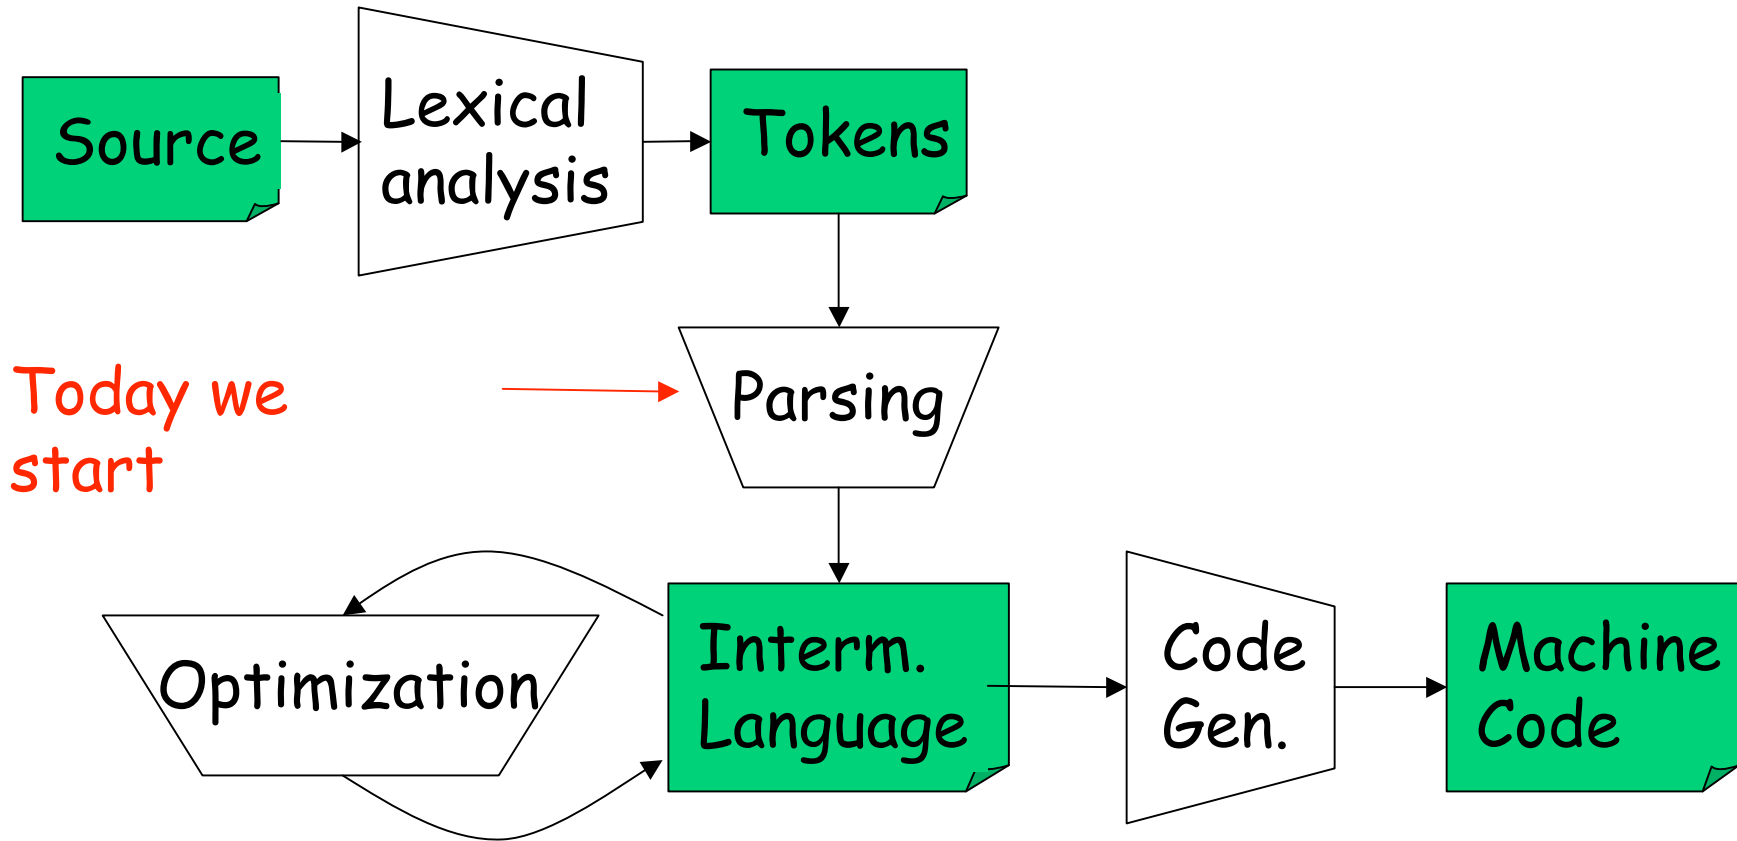 Source
Lexical
analysis
Tokens
Today we
start
Parsing
Optimization
Interm.
Language
Code
Gen.
Machine
Code